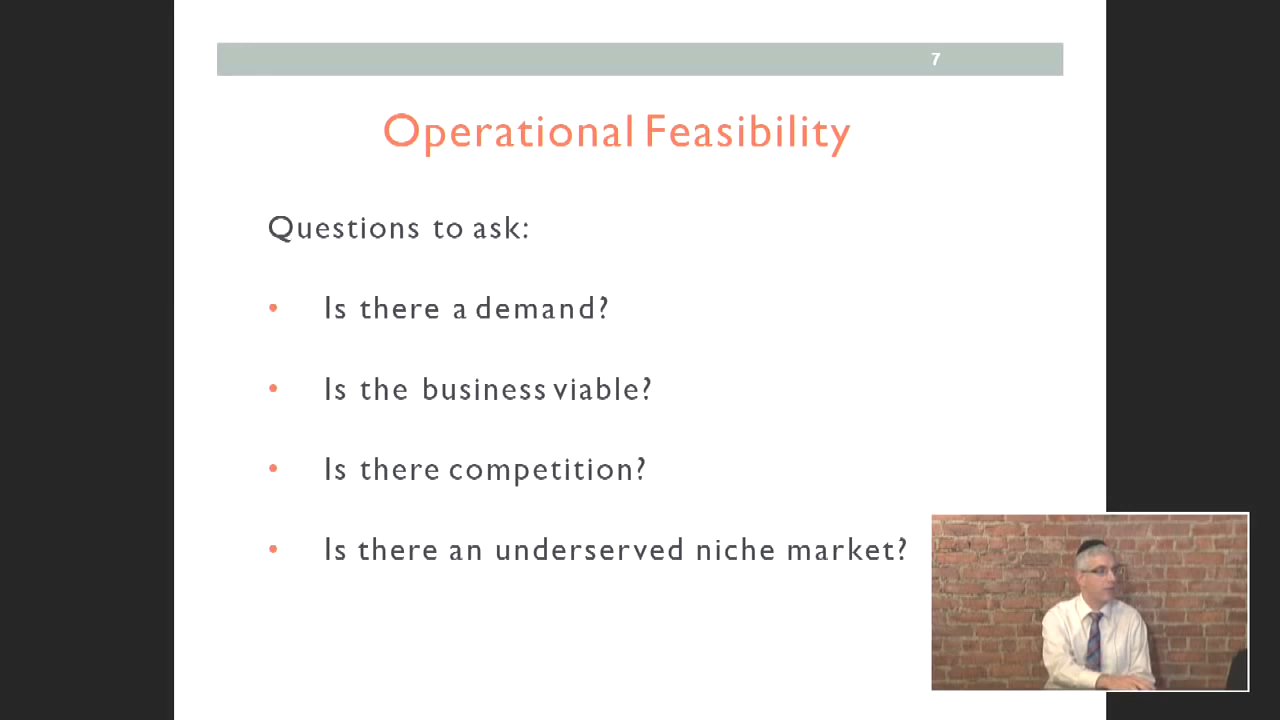 7
Operational Feasibility
Questions to ask:
• Is there a demand?
• Is the business viable?
• Is there competition?
• Is there an underserved niche market?